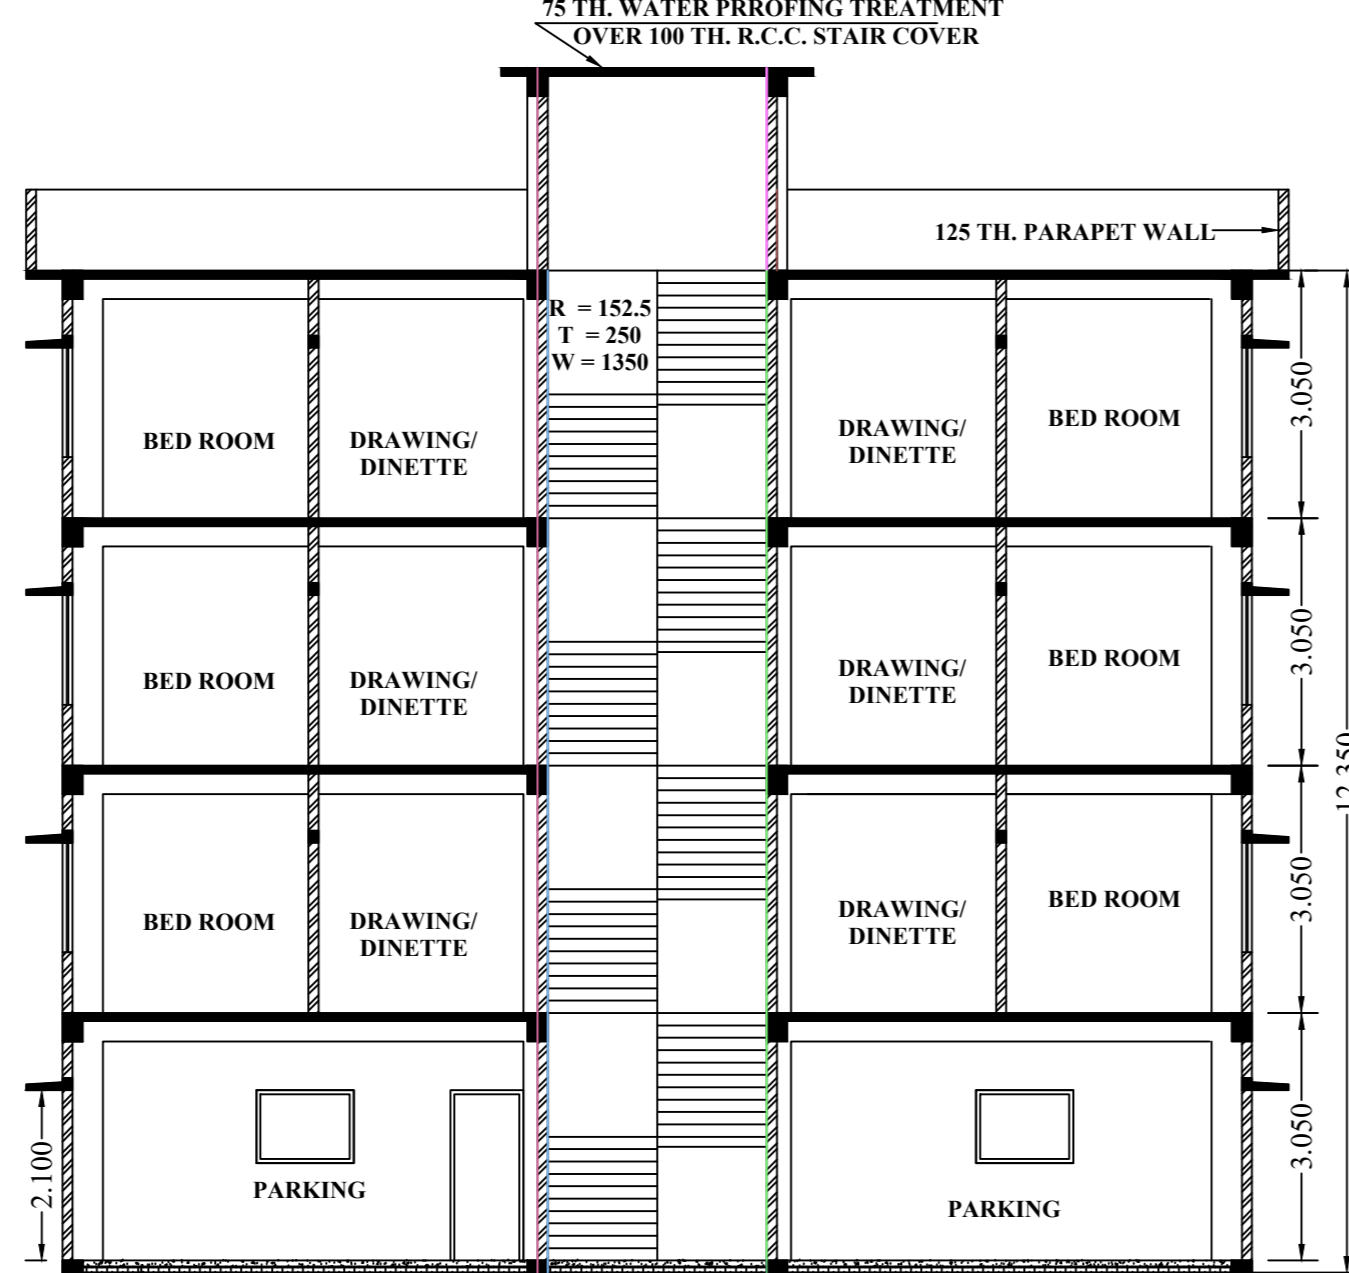 75 TH. WATER PRROFING TREATMENT
OVER 100 TH. R.C.C. STAIR COVER
125 TH. PARAPET WALL
R = 152.5
T = 250
W = 1350
3.050
BED ROOM
DRAWING/
DINETTE
DRAWING/
DINETTE
BED ROOM
3.050
BED ROOM
DRAWING/
DINETTE
DRAWING/
DINETTE
BED ROOM
12.350
3.050
BED ROOM
DRAWING/
DINETTE
DRAWING/
DINETTE
BED ROOM
3.050
2.100
PARKING
PARKING